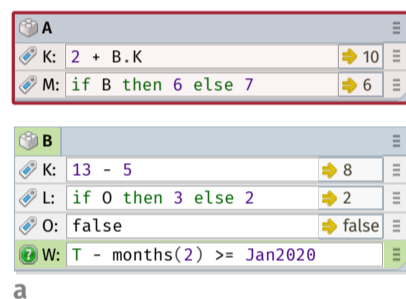 A
K: 2 + B.K 10
M: if B then 6 else 7 6
B
K: 13 - 5 8
L: if O then 3 else 2 2
O: false false
W: T - months(2) >= Jan2020
a